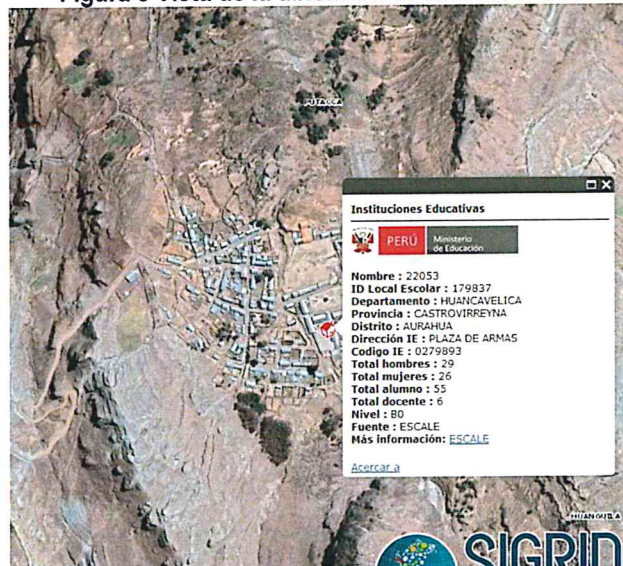 PUTACCA
Instituciones Educativas
PERÚ
Ministerio
de Educación
Nombre : 22053
ID Local Escolar : 179837
Departamento : HUANCAVELICA
Provincia : CASTROVIRREYNA
Distrito : AURAHUA
Dirección IE : PLAZA DE ARMAS
Codigo IE : 0279893
Total hombres : 29
Total mujeres : 26
Total alumno : 55
Total docente : 6
Nivel : B0
Fuente : ESCALE
Más información: ESCALE
Acercar a
HUANGUILA
SIGRID